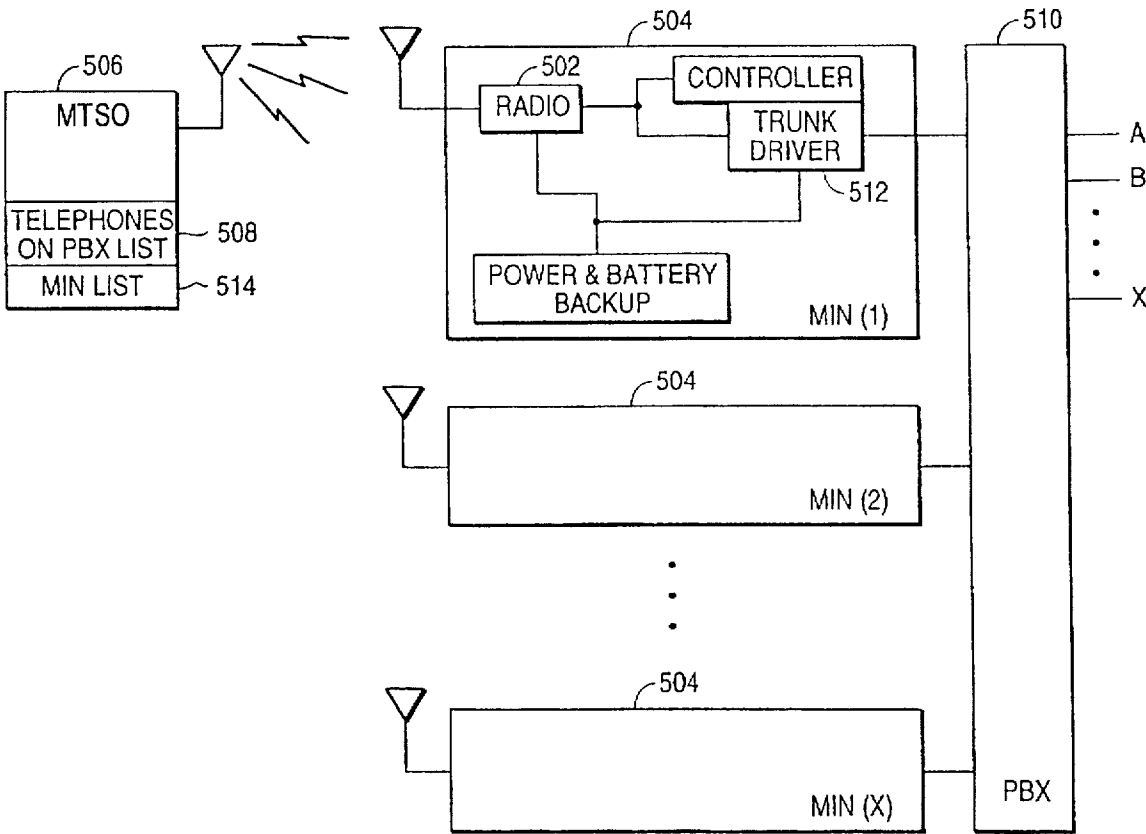 506
MTSO
TELEPHONES
ON PBX LIST
508
MIN LIST
514
504
502
RADIO
CONTROLLER
TRUNK
DRIVER
512
POWER & BATTERY
BACKUP
MIN (1)
510
A
B
X
504
MIN (2)
504
MIN (X)
PBX